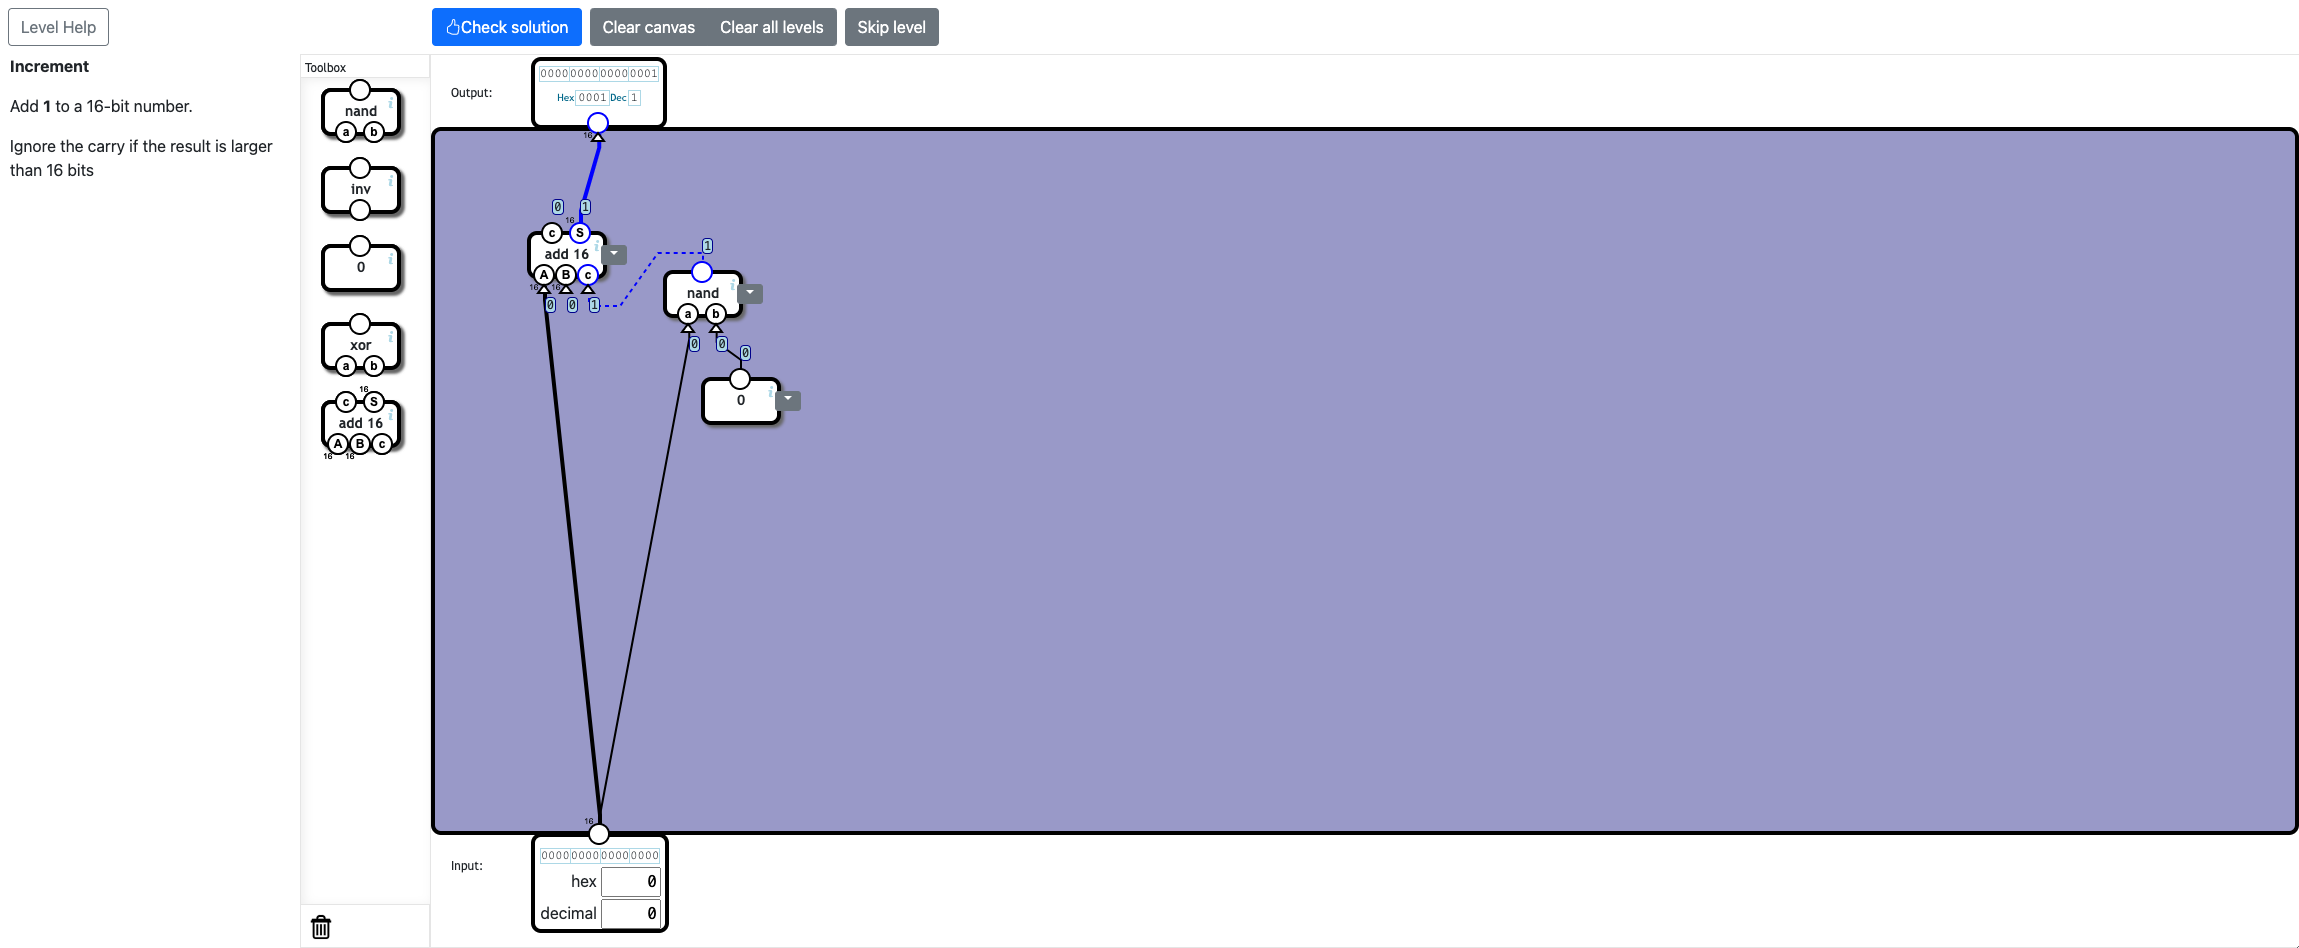 Level Help
Check solution
Clear canvas
Clear all levels
Skip level
Increment
Add 1 to a 16-bit number.
Ignore the carry if the result is larger
than 16 bits
Toolbox
nand
i
a b
inv
i
0
i
xor
i
a b
16
c S
add 16
i
A B c
16 16
Output:
0000 0000 0000 0001
Hex 0001 Dec 1
16
0 1
16
c S
add 16
i
A B c
16 16
0 0 1
1
nand
i
a b
0 0
0
0
i
16
Input:
0000 0000 0000 0000
hex 0
decimal 0